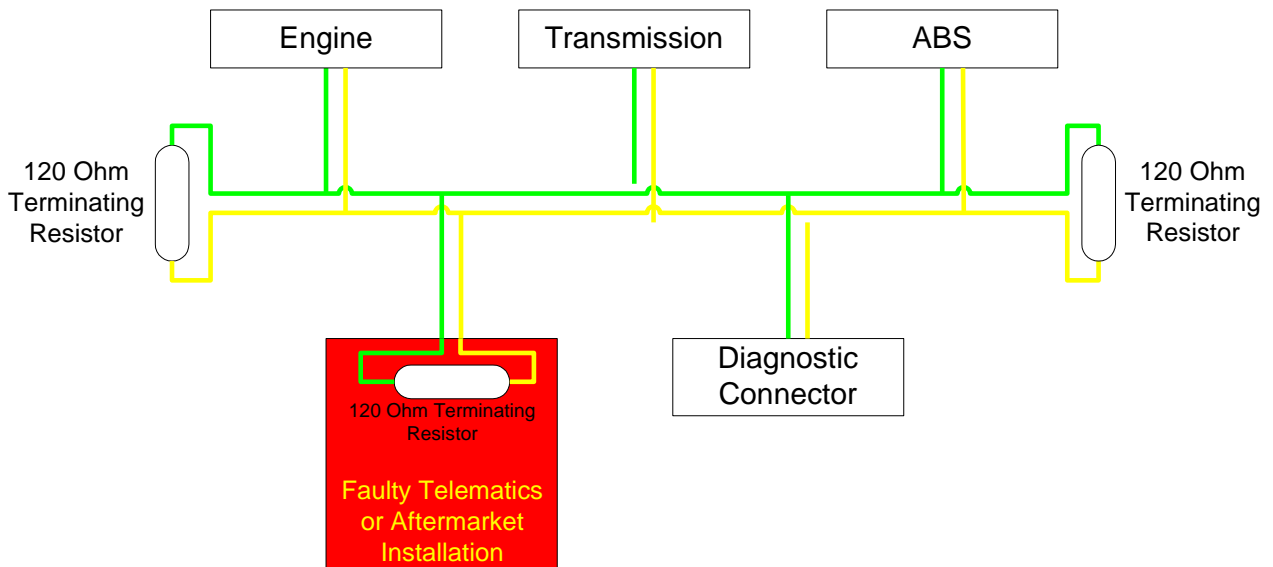 Engine
Transmission
ABS
120 Ohm
Terminating
Resistor
120 Ohm
Terminating
Resistor
Diagnostic
Connector
120 Ohm Terminating
Resistor
Faulty Telematics
or Aftermarket
Installation